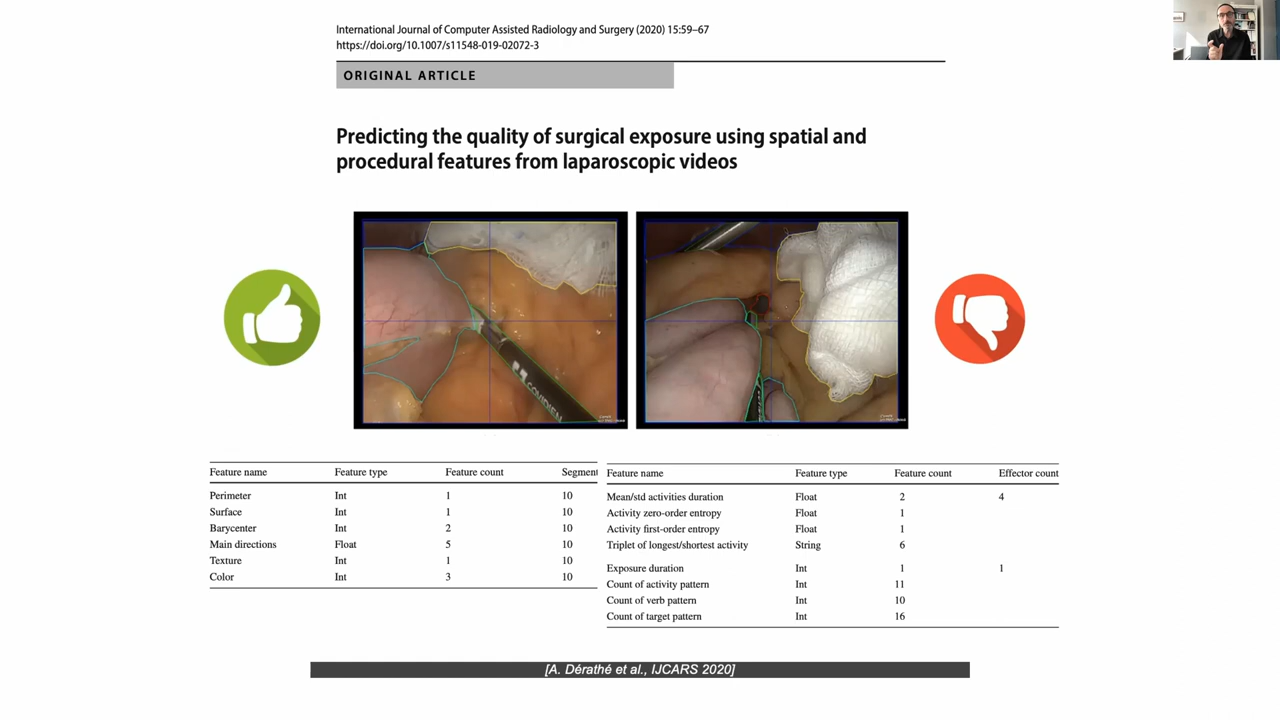 International Journal of Computer Assisted Radiology and Surgery (2020) 15:59–67
https://doi.org/10.1007/s11548-019-02072-3
ORIGINAL ARTICLE
Predicting the quality of surgical exposure using spatial and
procedural features from laparoscopic videos
COVIDIEN
Feature name Feature type Feature count Segment
Perimeter Int 1 10
Surface Int 1 10
Barycenter Int 2 10
Main directions Float 5 10
Texture Int 1 10
Color Int 3 10
Feature name Feature type Feature count Effector count
Mean/std activities duration Float 2 4
Activity zero-order entropy Float 1
Activity first-order entropy Float 1
Triplet of longest/shortest activity String 6
Exposure duration Int 1 1
Count of activity pattern Int 11
Count of verb pattern Int 10
Count of target pattern Int 16
[A. Dérathé et al., IJCARS 2020]